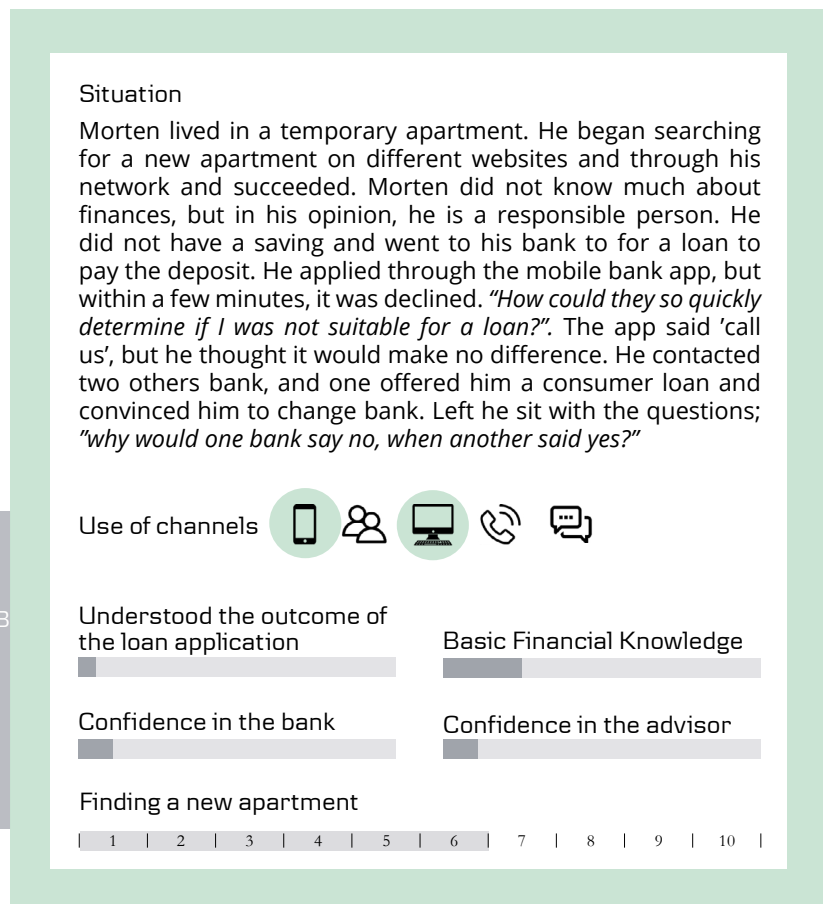 Situation
Morten lived in a temporary apartment. He began searching
for a new apartment on different websites and through his
network and succeeded. Morten did not know much about
finances, but in his opinion, he is a responsible person. He
did not have a saving and went to his bank to for a loan to
pay the deposit. He applied through the mobile bank app, but
within a few minutes, it was declined. “How could they so quickly
determine if I was not suitable for a loan?”. The app said ’call
us’, but he thought it would make no difference. He contacted
two others bank, and one offered him a consumer loan and
convinced him to change bank. Left he sit with the questions;
”why would one bank say no, when another said yes?”
Use of channels
Understood the outcome of
the loan application
Basic Financial Knowledge
Confidence in the bank
Confidence in the advisor
Finding a new apartment
1 2 3 4 5 6 7 8 9 10